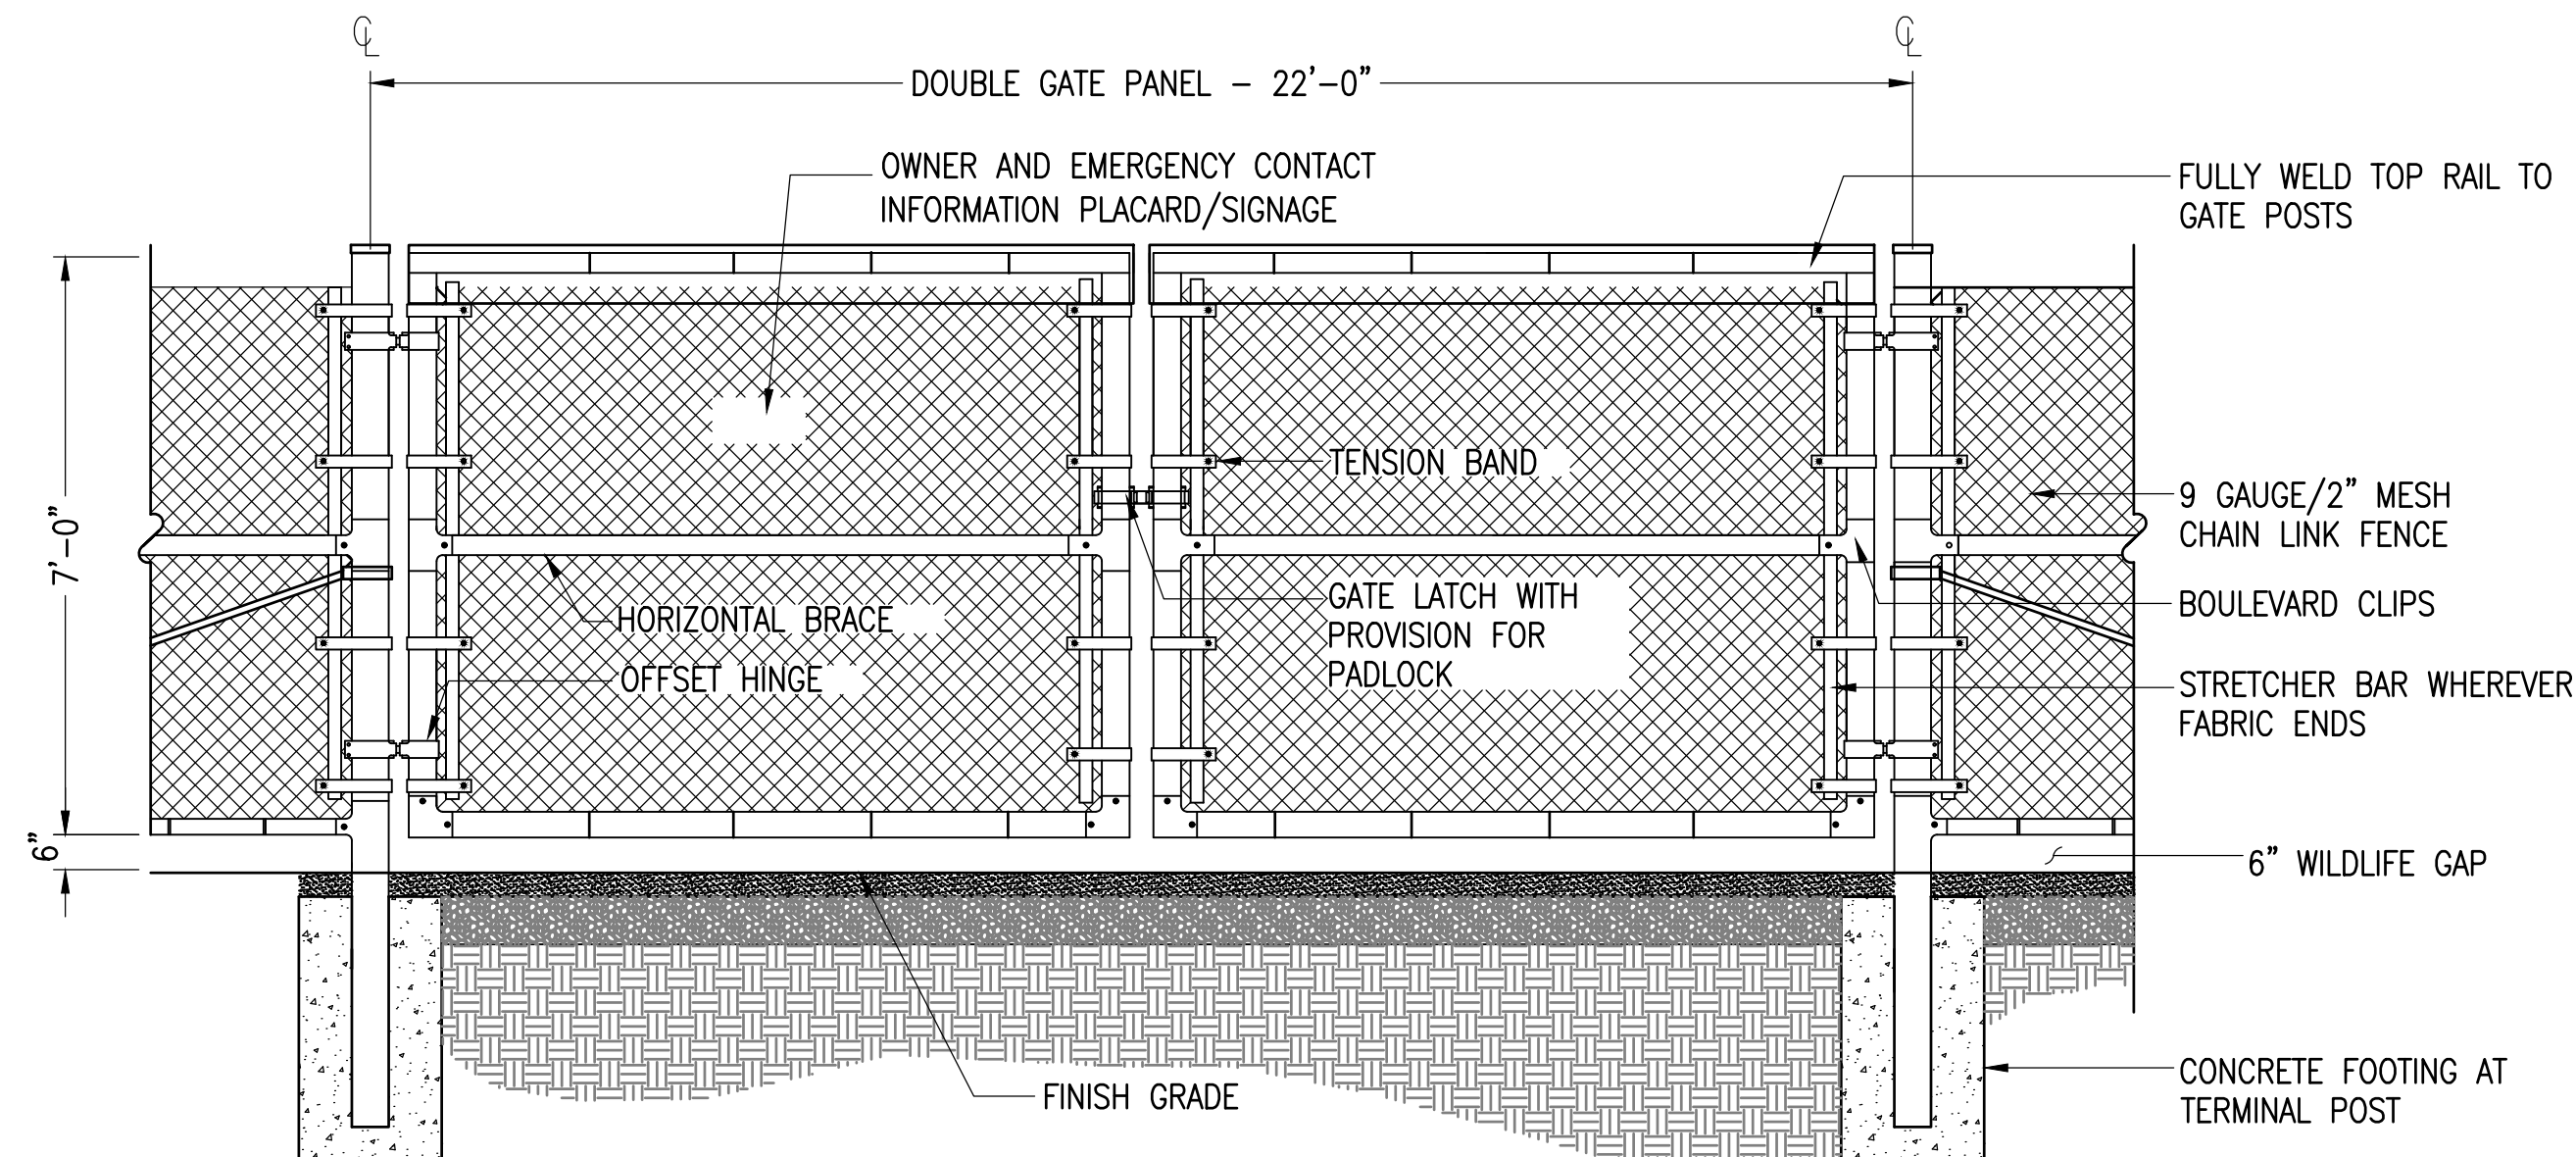 ℄
℄
DOUBLE GATE PANEL - 22'-0"
OWNER AND EMERGENCY CONTACT
INFORMATION PLACARD/SIGNAGE
FULLY WELD TOP RAIL TO
GATE POSTS
TENSION BAND
9 GAUGE/2" MESH
CHAIN LINK FENCE
7'-0"
HORIZONTAL BRACE
GATE LATCH WITH
PROVISION FOR
PADLOCK
BOULEVARD CLIPS
OFFSET HINGE
STRETCHER BAR WHEREVER
FABRIC ENDS
6"
6" WILDLIFE GAP
FINISH GRADE
CONCRETE FOOTING AT
TERMINAL POST